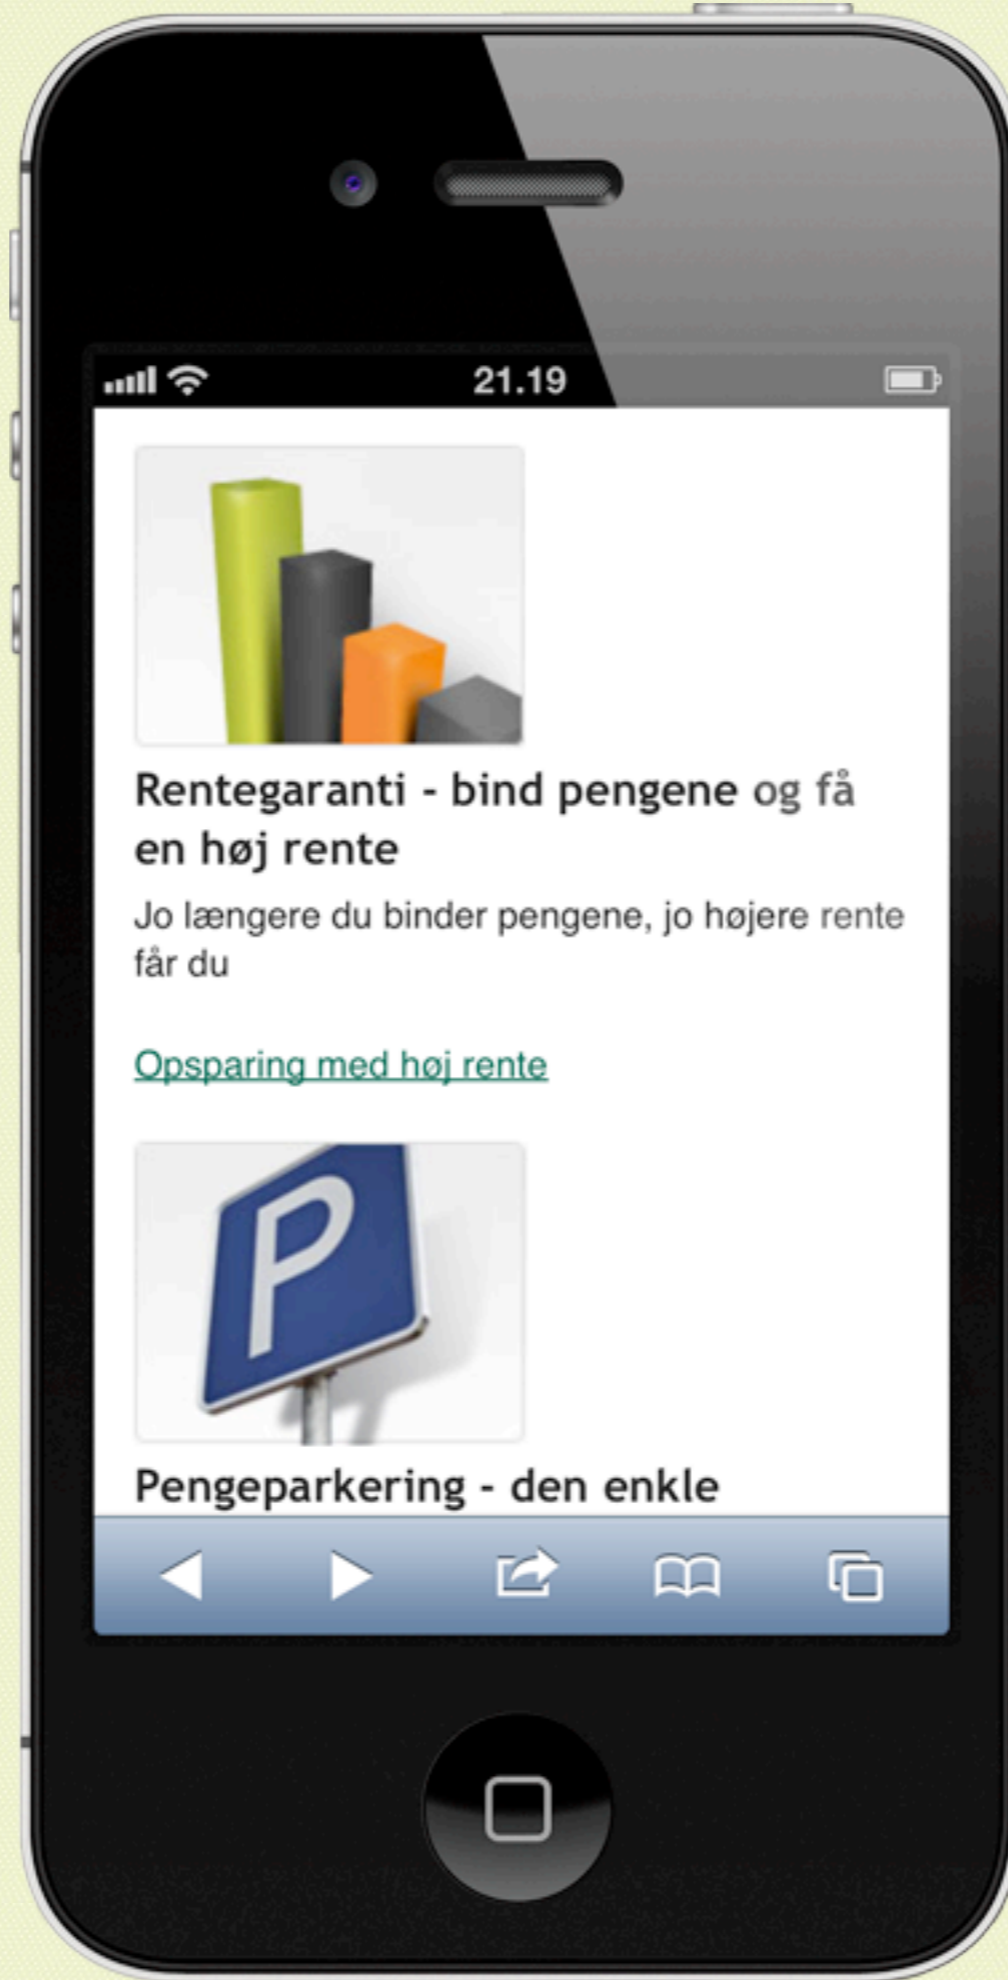 21.19
Rentegaranti - bind pengene og få
en høj rente
Jo længere du binder pengene, jo højere rente
får du
Opsparing med høj rente
P
Pengeparkering - den enkle